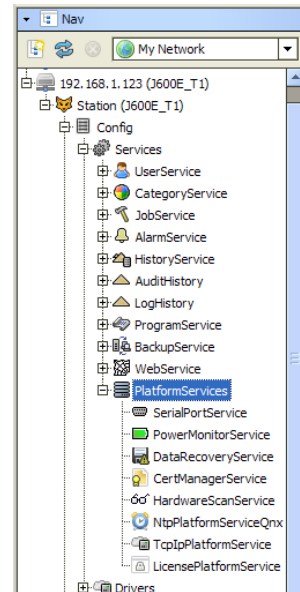 Nav
My Network
192.168.1.123 (J600E_T1)
Station (J600E_T1)
Config
Services
UserService
CategoryService
JobService
AlarmService
HistoryService
AuditHistory
LogHistory
ProgramService
BackupService
WebService
PlatformServices
SerialPortService
PowerMonitorService
DataRecoveryService
CertManagerService
HardwareScanService
NtpPlatformServiceQnx
TcpIpPlatformService
LicensePlatformService
Drivers